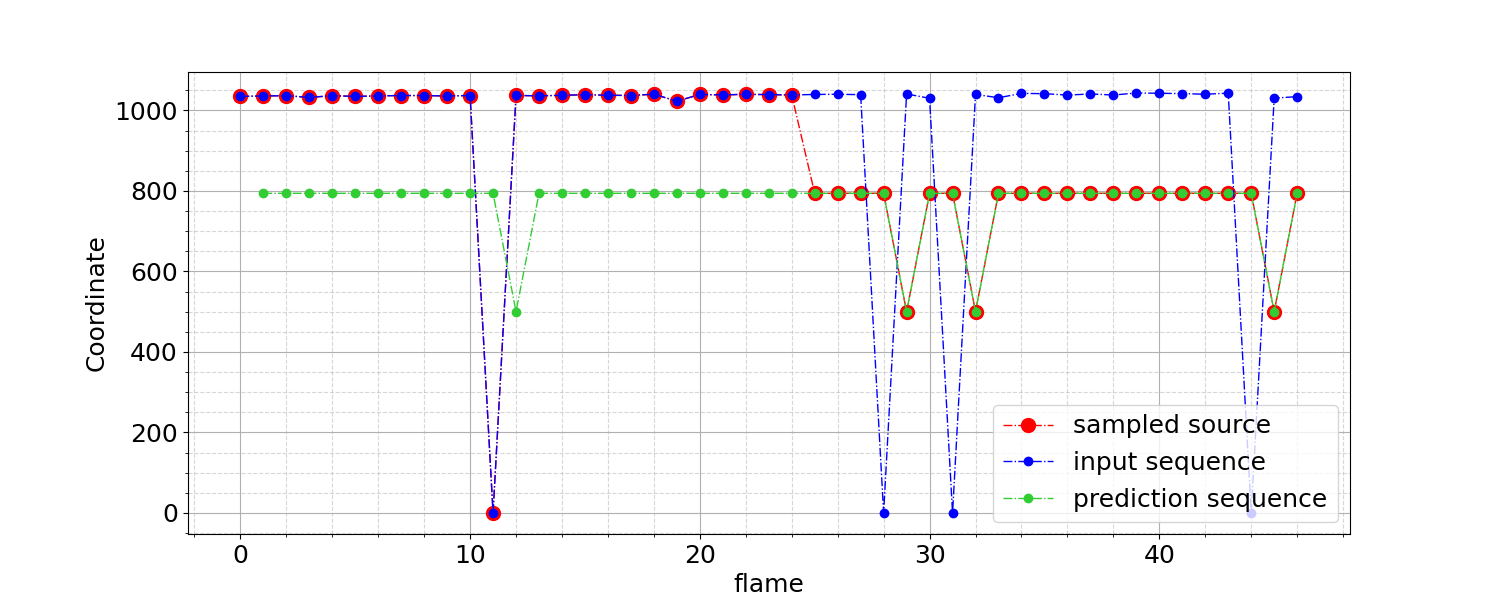 1000
800
600
400
200
0
Coordinate
0 10 20 30 40
flame
sampled source
input sequence
prediction sequence